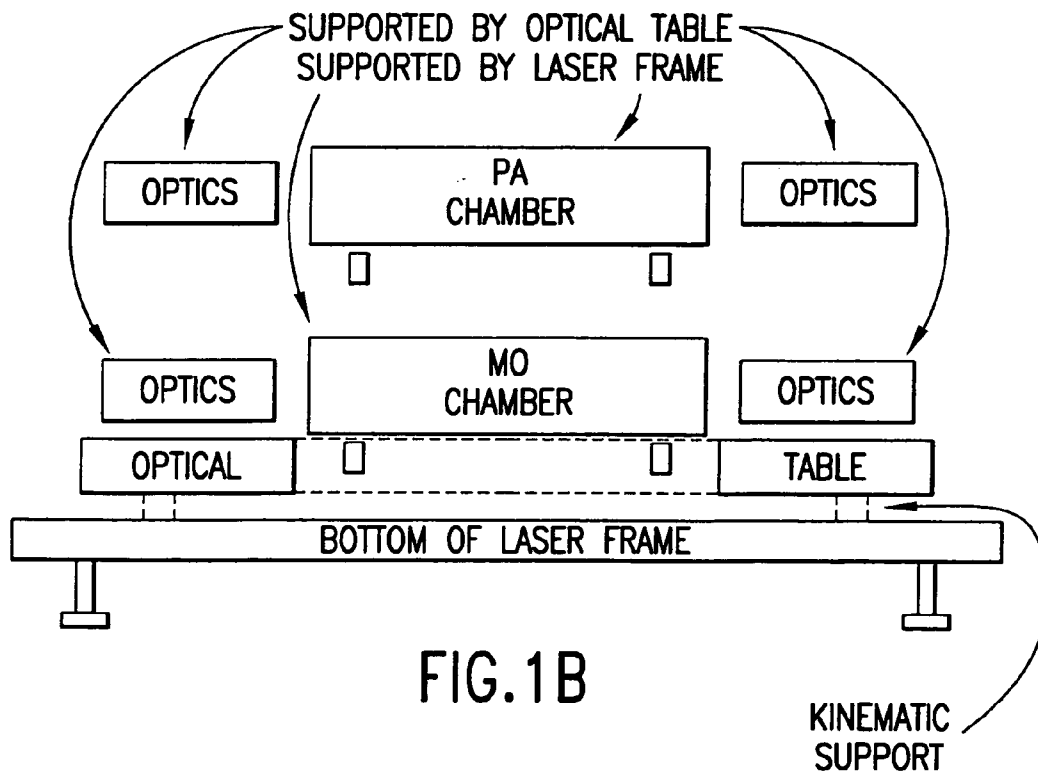 SUPPORTED BY OPTICAL TABLE
SUPPORTED BY LASER FRAME
OPTICS
PA
CHAMBER
OPTICS
OPTICS
MO
CHAMBER
OPTICS
OPTICAL
TABLE
BOTTOM OF LASER FRAME
FIG.1B
KINEMATIC
SUPPORT